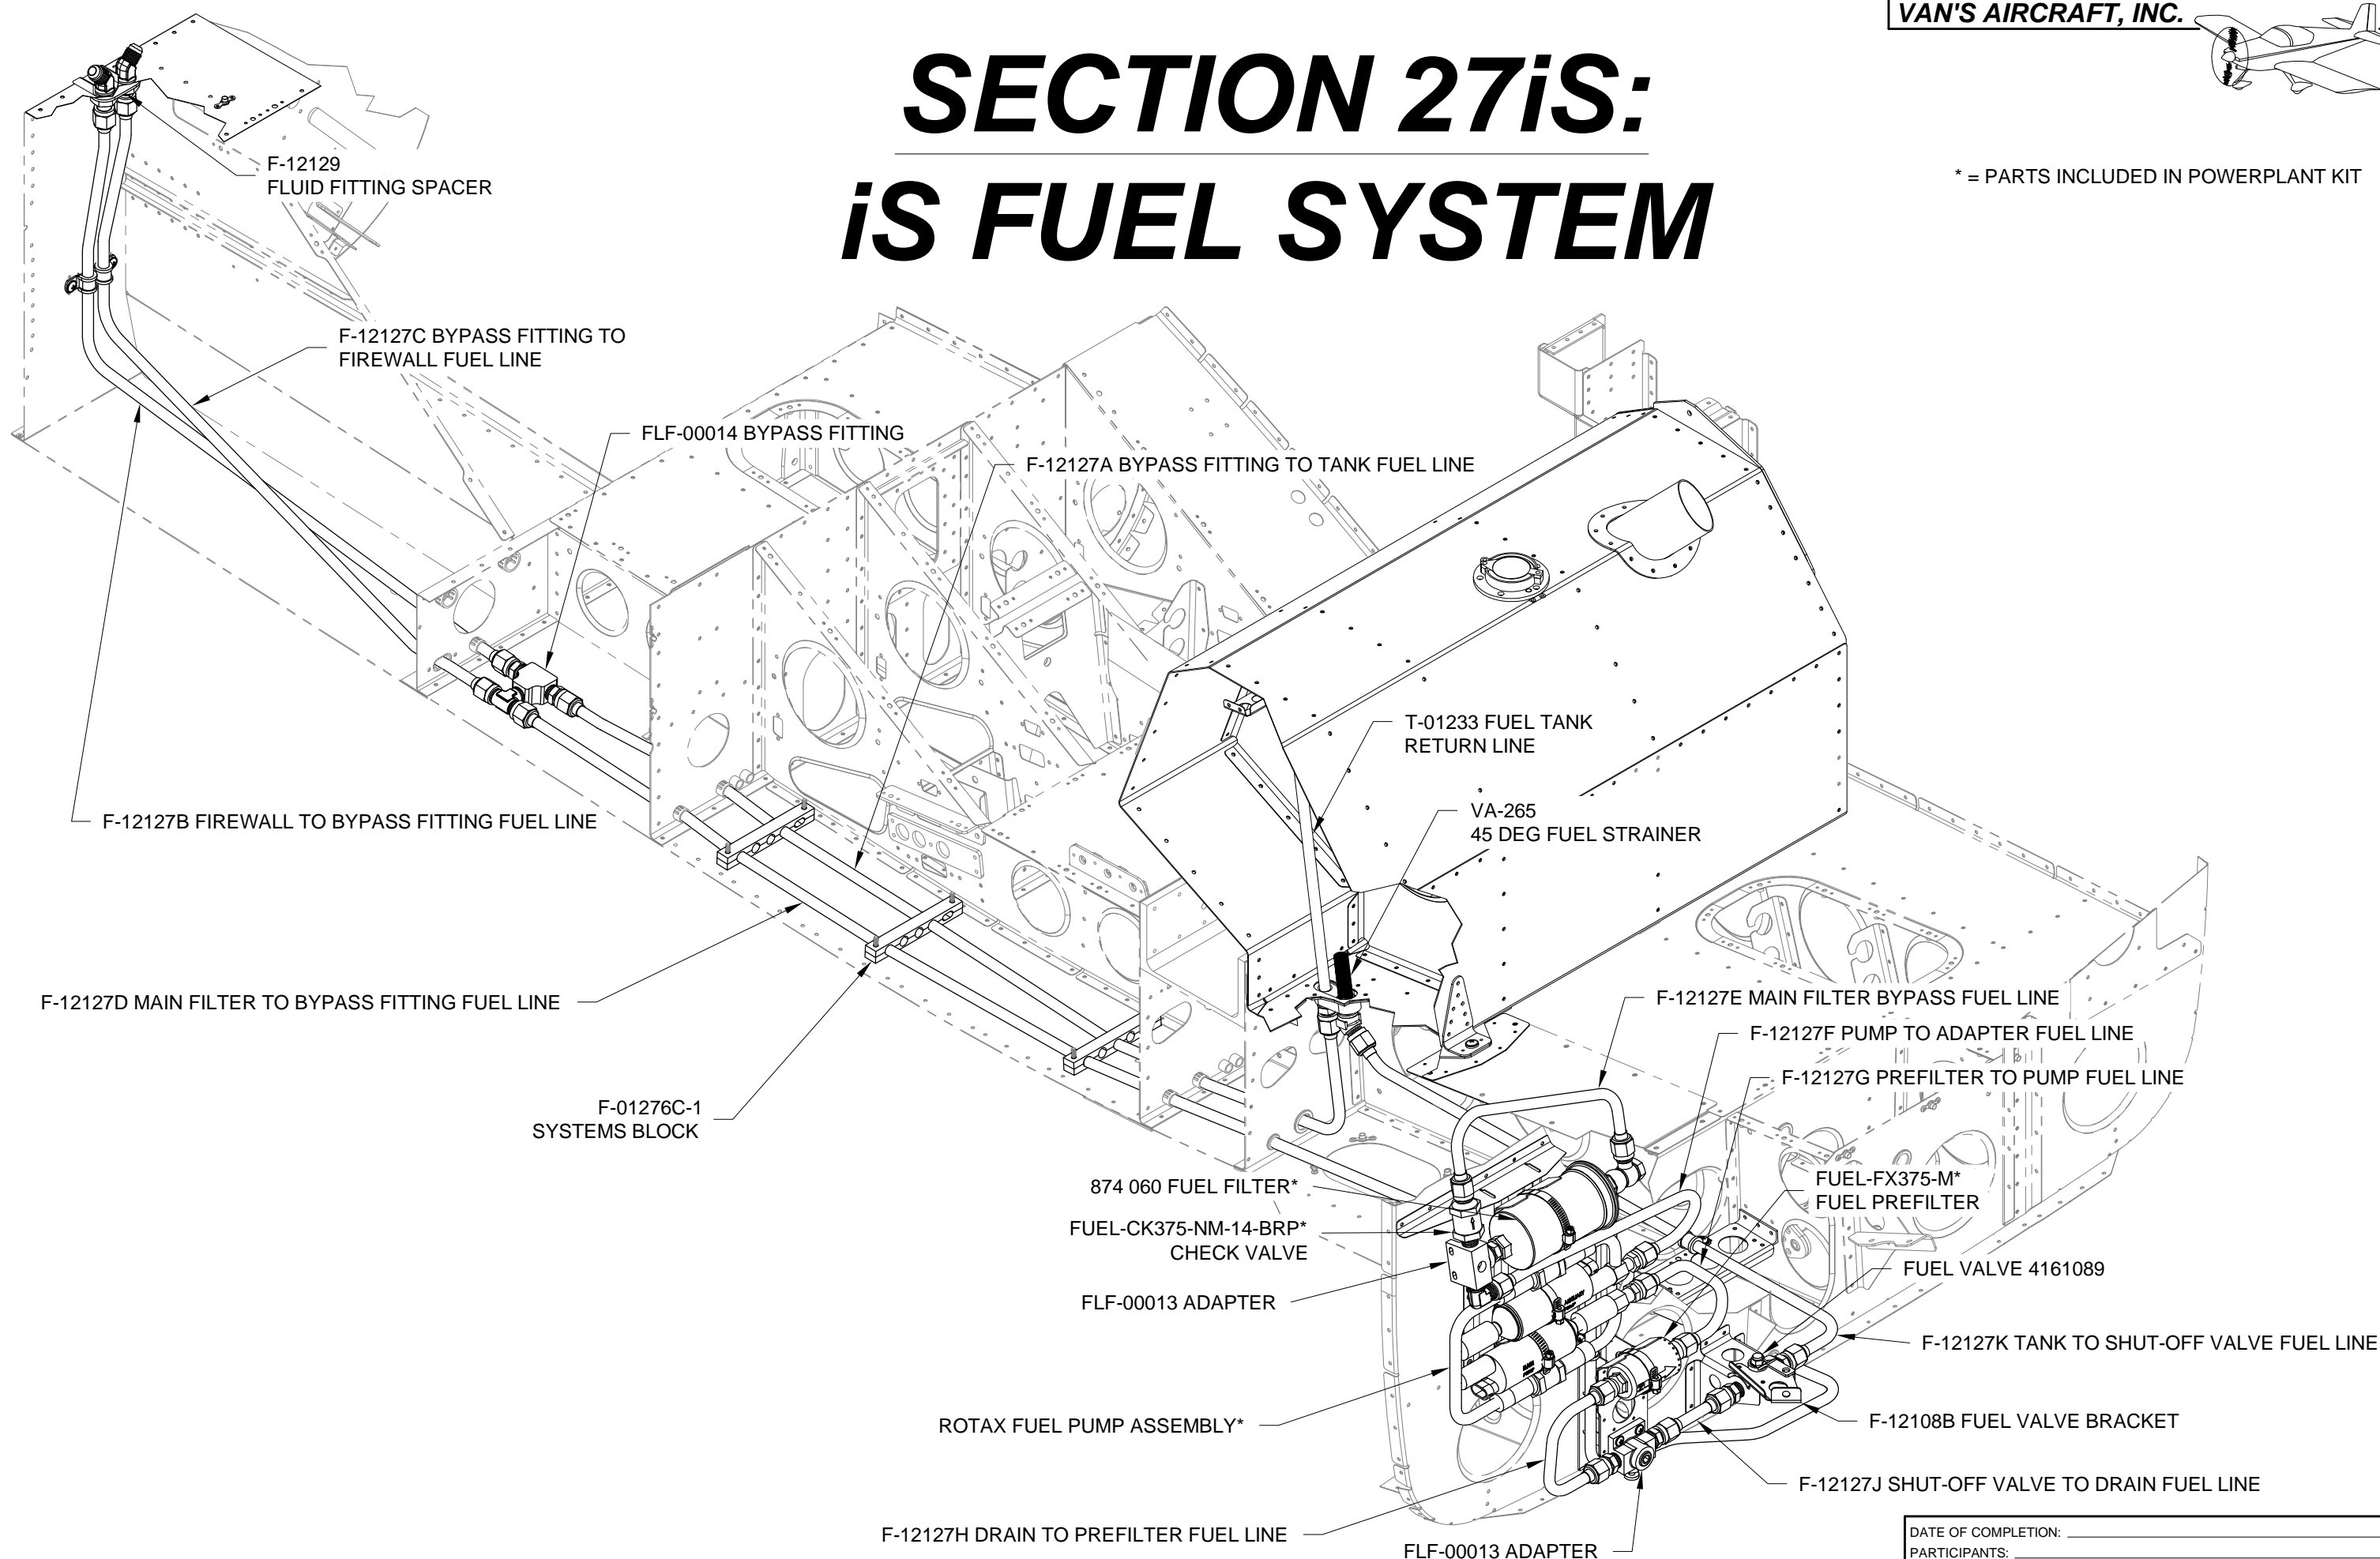 VAN'S AIRCRAFT, INC.
SECTION 27iS:
iS FUEL SYSTEM
* = PARTS INCLUDED IN POWERPLANT KIT
F-12129
FLUID FITTING SPACER
F-12127C BYPASS FITTING TO
FIREWALL FUEL LINE
FLF-00014 BYPASS FITTING
F-12127A BYPASS FITTING TO TANK FUEL LINE
T-01233 FUEL TANK
RETURN LINE
VA-265
45 DEG FUEL STRAINER
F-12127B FIREWALL TO BYPASS FITTING FUEL LINE
F-12127D MAIN FILTER TO BYPASS FITTING FUEL LINE
F-12127E MAIN FILTER BYPASS FUEL LINE
F-12127F PUMP TO ADAPTER FUEL LINE
F-12127G PREFILTER TO PUMP FUEL LINE
F-01276C-1
SYSTEMS BLOCK
874 060 FUEL FILTER*
FUEL-FX375-M*
FUEL PREFILTER
FUEL-CK375-NM-14-BRP*
CHECK VALVE
FUEL VALVE 4161089
FLF-00013 ADAPTER
F-12127K TANK TO SHUT-OFF VALVE FUEL LINE
ROTAX FUEL PUMP ASSEMBLY*
F-12108B FUEL VALVE BRACKET
F-12127J SHUT-OFF VALVE TO DRAIN FUEL LINE
F-12127H DRAIN TO PREFILTER FUEL LINE
FLF-00013 ADAPTER
DATE OF COMPLETION:
PARTICIPANTS: